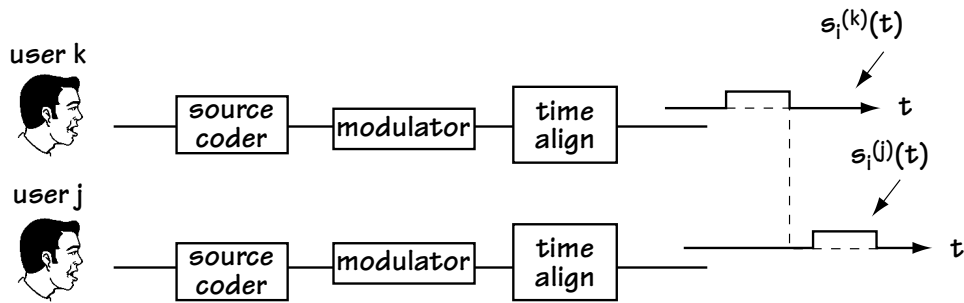 user k
source
coder
modulator
time
align
s_i^(k)(t)
t
user j
source
coder
modulator
time
align
s_i^(j)(t)
t